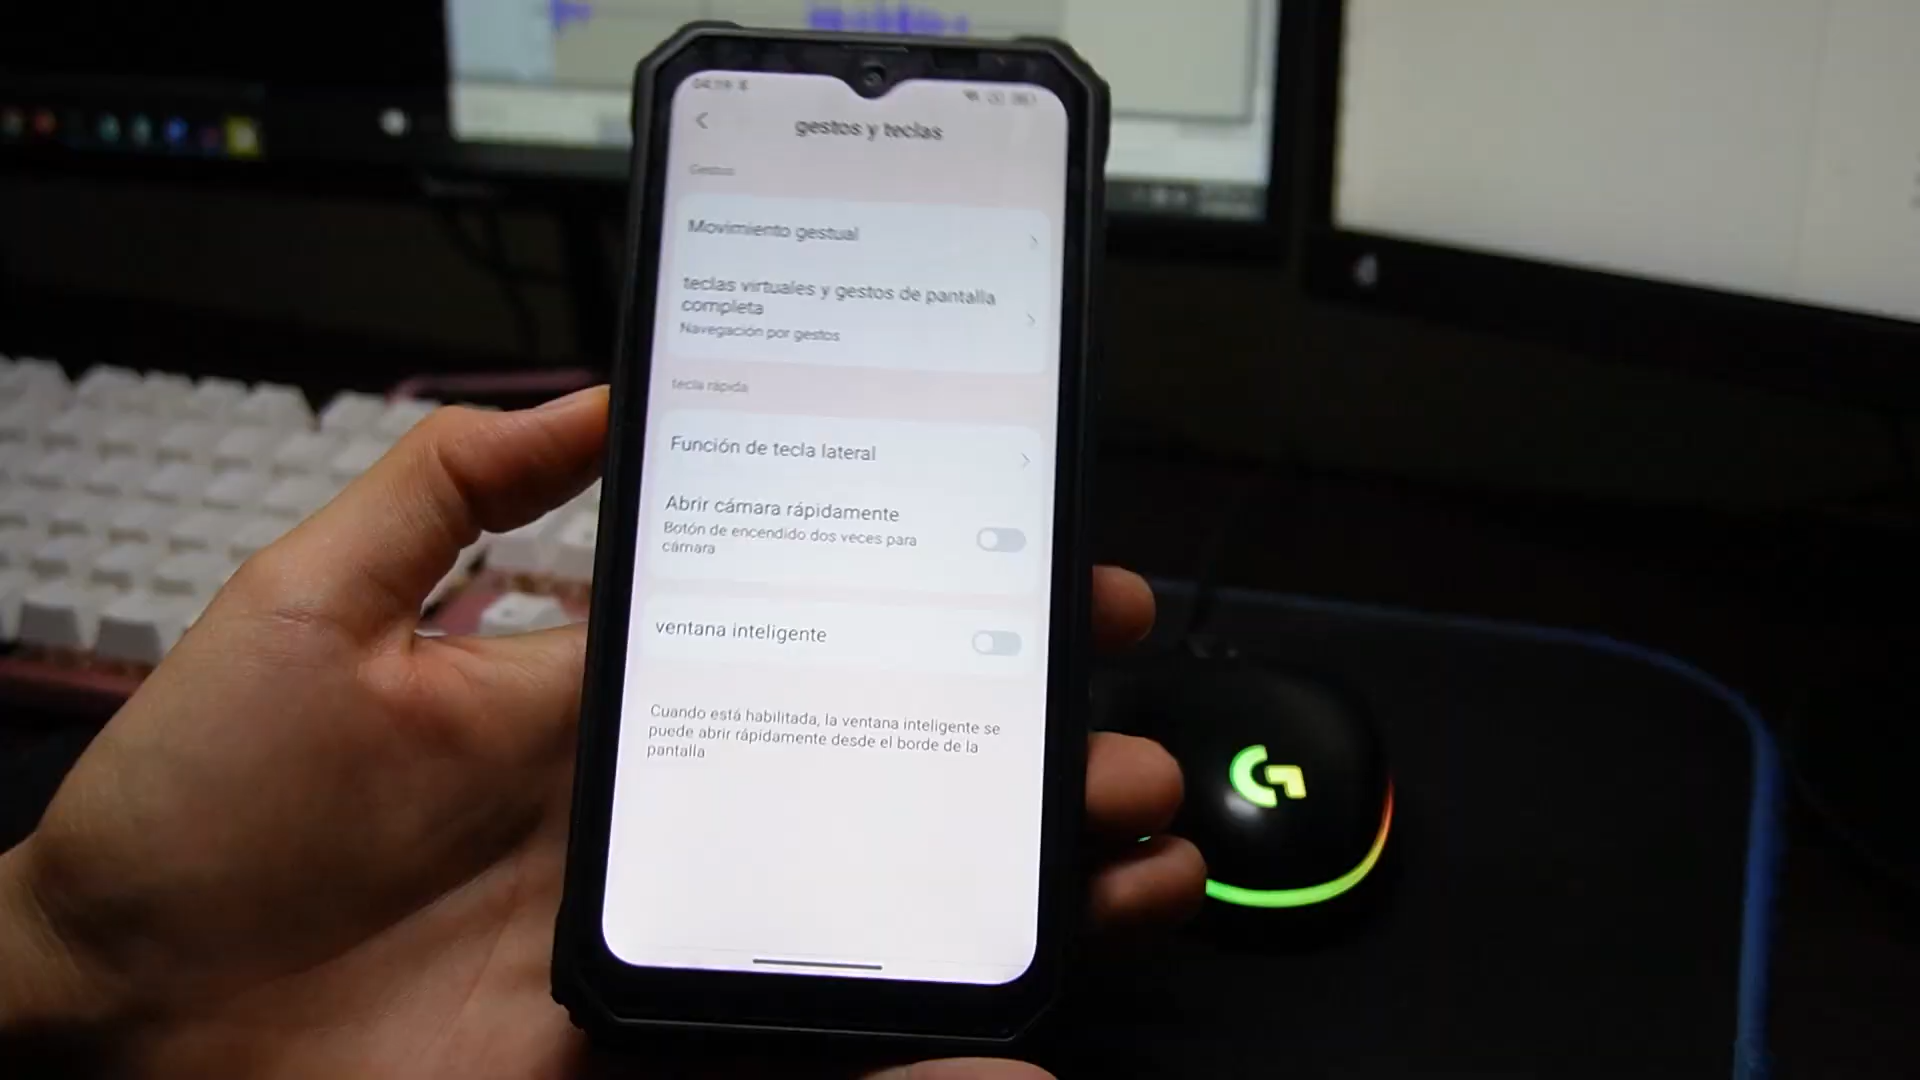 gestos y teclas
Gestos
Movimiento gestual
teclas virtuales y gestos de pantalla
completa
Navegación por gestos
tecla rápida
Función de tecla lateral
Abrir cámara rápidamente
Botón de encendido dos veces para
cámara
ventana inteligente
Cuando está habilitada, la ventana inteligente se
puede abrir rápidamente desde el borde de la
pantalla
G